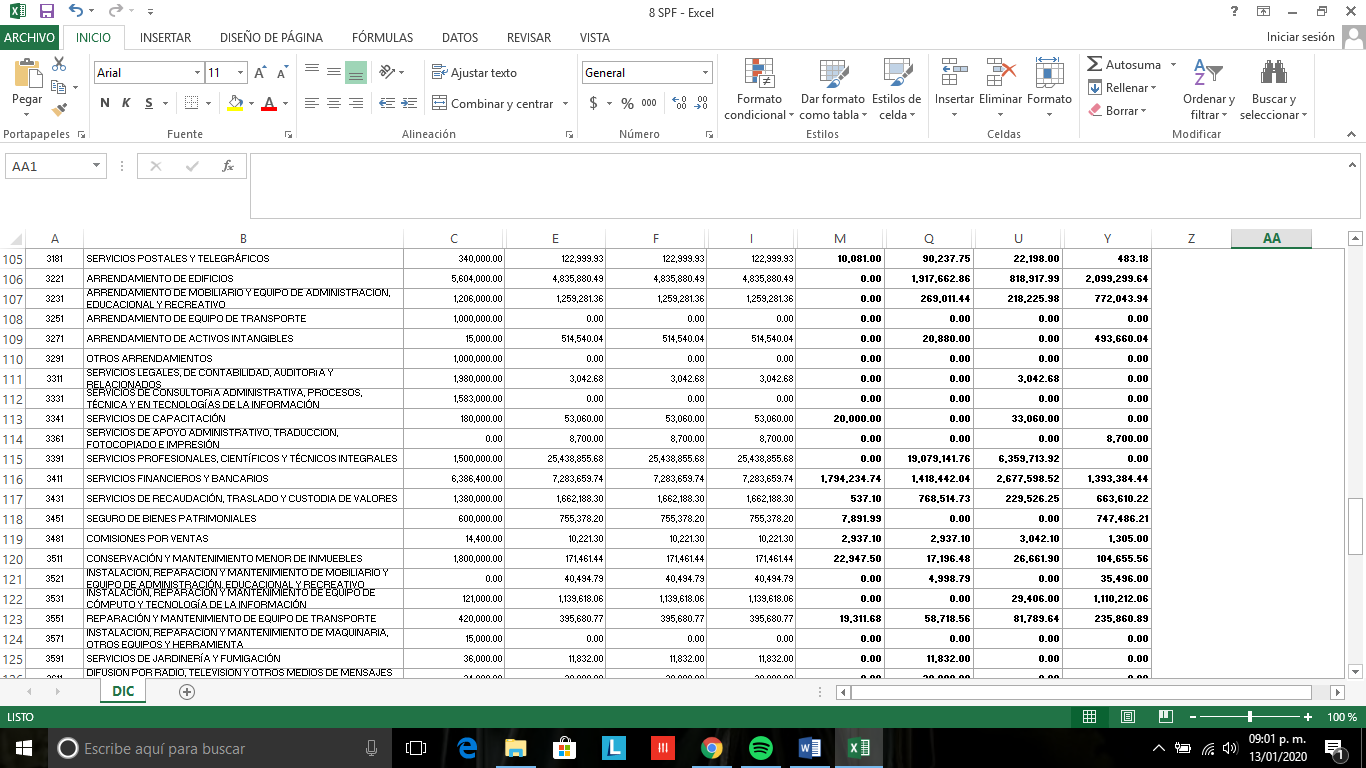 8 SPF - Excel
ARCHIVO INICIO INSERTAR DISEÑO DE PÁGINA FÓRMULAS DATOS REVISAR VISTA Iniciar sesión
Arial 11 Ajustar texto General Autosuma
Pegar N K S Combinar y centrar $ % 000 Formato condicional Dar formato como tabla Estilos de celda Insertar Eliminar Formato Rellenar Borrar Ordenar y filtrar Buscar y seleccionar
Portapapeles Fuente Alineación Número Estilos Celdas Modificar
AA1 fx
A B C E F I M Q U Y Z AA
105 3181 SERVICIOS POSTALES Y TELEGRÁFICOS 340,000.00 122,999.93 122,999.93 122,999.93 10,081.00 90,237.75 22,198.00 483.18
106 3221 ARRENDAMIENTO DE EDIFICIOS 5,604,000.00 4,835,880.49 4,835,880.49 4,835,880.49 0.00 1,917,662.86 818,917.99 2,099,299.64
107 3231 ARRENDAMIENTO DE MOBILIARIO Y EQUIPO DE ADMINISTRACIÓN, EDUCACIONAL Y RECREATIVO 1,206,000.00 1,259,281.36 1,259,281.36 1,259,281.36 0.00 269,011.44 218,225.98 772,043.94
108 3251 ARRENDAMIENTO DE EQUIPO DE TRANSPORTE 1,000,000.00 0.00 0.00 0.00 0.00 0.00 0.00 0.00
109 3271 ARRENDAMIENTO DE ACTIVOS INTANGIBLES 15,000.00 514,540.04 514,540.04 514,540.04 0.00 20,880.00 0.00 493,660.04
110 3291 OTROS ARRENDAMIENTOS 1,000,000.00 0.00 0.00 0.00 0.00 0.00 0.00 0.00
111 3311 SERVICIOS LEGALES, DE CONTABILIDAD, AUDITORíA Y RELACIONADOS 1,980,000.00 3,042.68 3,042.68 3,042.68 0.00 0.00 3,042.68 0.00
112 3331 SERVICIOS DE CONSULTORíA ADMINISTRATIVA, PROCESOS, TÉCNICA Y EN TECNOLOGíAS DE LA INFORMACIÓN 1,583,000.00 0.00 0.00 0.00 0.00 0.00 0.00 0.00
113 3341 SERVICIOS DE CAPACITACIÓN 180,000.00 53,060.00 53,060.00 53,060.00 20,000.00 0.00 33,060.00 0.00
114 3361 SERVICIOS DE APOYO ADMINISTRATIVO, TRADUCCIÓN, FOTOCOPIADO E IMPRESIÓN 0.00 8,700.00 8,700.00 8,700.00 0.00 0.00 0.00 8,700.00
115 3391 SERVICIOS PROFESIONALES, CIENTÍFICOS Y TÉCNICOS INTEGRALES 1,500,000.00 25,438,855.68 25,438,855.68 25,438,855.68 0.00 19,079,141.76 6,359,713.92 0.00
116 3411 SERVICIOS FINANCIEROS Y BANCARIOS 6,386,400.00 7,283,659.74 7,283,659.74 7,283,659.74 1,794,234.74 1,418,442.04 2,677,598.52 1,393,384.44
117 3431 SERVICIOS DE RECAUDACIÓN, TRASLADO Y CUSTODIA DE VALORES 1,380,000.00 1,662,188.30 1,662,188.30 1,662,188.30 537.10 768,514.73 229,526.25 663,610.22
118 3451 SEGURO DE BIENES PATRIMONIALES 600,000.00 755,378.20 755,378.20 755,378.20 7,891.99 0.00 0.00 747,486.21
119 3481 COMISIONES POR VENTAS 14,400.00 10,221.30 10,221.30 10,221.30 2,937.10 2,937.10 3,042.10 1,305.00
120 3511 CONSERVACIÓN Y MANTENIMIENTO MENOR DE INMUEBLES 1,800,000.00 171,461.44 171,461.44 171,461.44 22,947.50 17,196.48 26,661.90 104,655.56
121 3521 INSTALACIÓN, REPARACIÓN Y MANTENIMIENTO DE MOBILIARIO Y EQUIPO DE ADMINISTRACIÓN, EDUCACIONAL Y RECREATIVO 0.00 40,494.79 40,494.79 40,494.79 0.00 4,998.79 0.00 35,496.00
122 3531 INSTALACIÓN, REPARACIÓN Y MANTENIMIENTO DE EQUIPO DE CÓMPUTO Y TECNOLOGíA DE LA INFORMACIÓN 121,000.00 1,139,618.06 1,139,618.06 1,139,618.06 0.00 0.00 29,406.00 1,110,212.06
123 3551 REPARACIÓN Y MANTENIMIENTO DE EQUIPO DE TRANSPORTE 420,000.00 395,680.77 395,680.77 395,680.77 19,311.68 58,718.56 81,789.64 235,860.89
124 3571 INSTALACIÓN, REPARACIÓN Y MANTENIMIENTO DE MAQUINARIA, OTROS EQUIPOS Y HERRAMIENTA 15,000.00 0.00 0.00 0.00 0.00 0.00 0.00 0.00
125 3591 SERVICIOS DE JARDINERÍA Y FUMIGACIÓN 36,000.00 11,832.00 11,832.00 11,832.00 0.00 11,832.00 0.00 0.00
DIFUSIÓN POR RADIO, TELEVISIÓN Y OTROS MEDIOS DE MENSAJES
DIC
LISTO 100 %
Escribe aquí para buscar 09:01 p. m.
13/01/2020 1